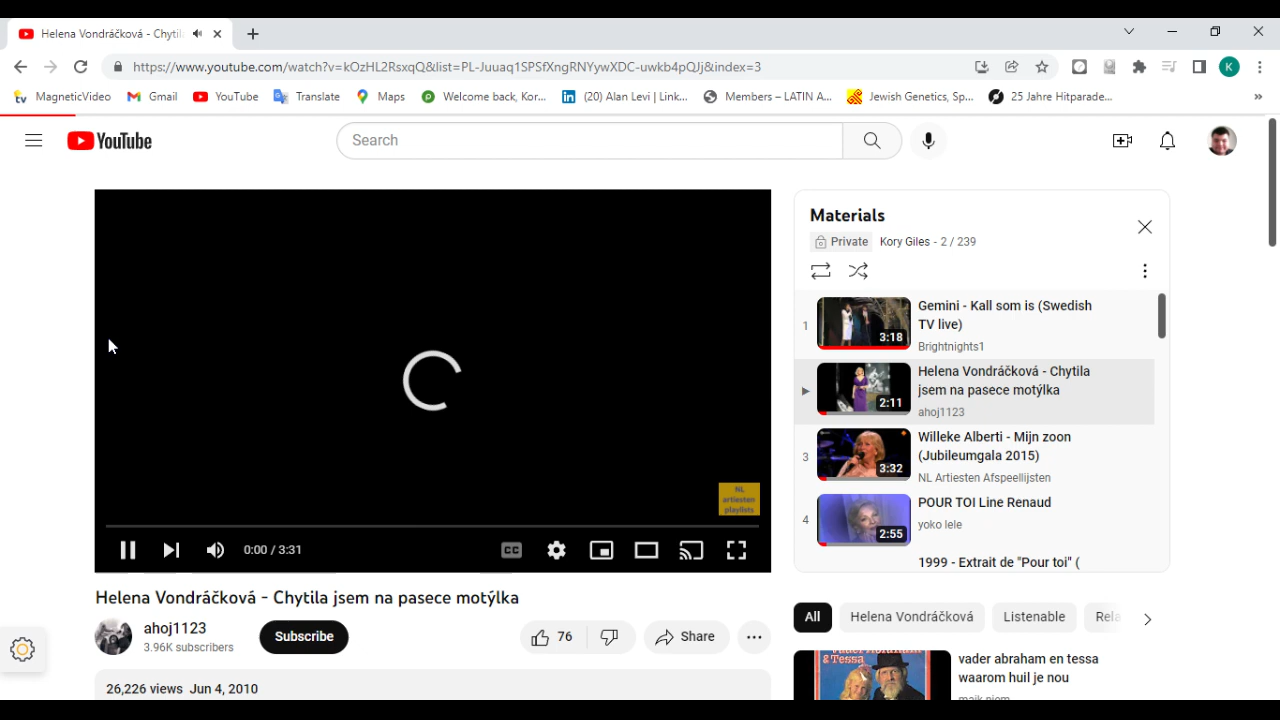 Helena Vondráčková - Chytil
https://www.youtube.com/watch?v=kOzHL2RsxqQ&list=PL-Juuaq1SPSfXngRNYywXDC-uwkb4pQJj&index=3
K
MagneticVideo
Gmail
YouTube
Translate
Maps
Welcome back, Kor...
(20) Alan Levi | Link...
Members – LATIN A...
Jewish Genetics, Sp...
25 Jahre Hitparade...
»
YouTube
Search
Materials
Private Kory Giles - 2 / 239
1
3:18
Gemini - Kall som is (Swedish
TV live)
Brightnights1
2:11
Helena Vondráčková - Chytila
jsem na pasece motýlka
ahoj1123
3
3:32
Willeke Alberti - Mijn zoon
(Jubileumgala 2015)
NL Artiesten Afspeellijsten
4
2:55
POUR TOI Line Renaud
yoko lele
1999 - Extrait de "Pour toi" (
NL
artiesten
playlists
0:00 / 3:31
CC
Helena Vondráčková - Chytila jsem na pasece motýlka
ahoj1123
3.96K subscribers
Subscribe
76
Share
26,226 views Jun 4, 2010
All
Helena Vondráčková
Listenable
Rela
& Tessa
vader abraham en tessa
waarom huil je nou